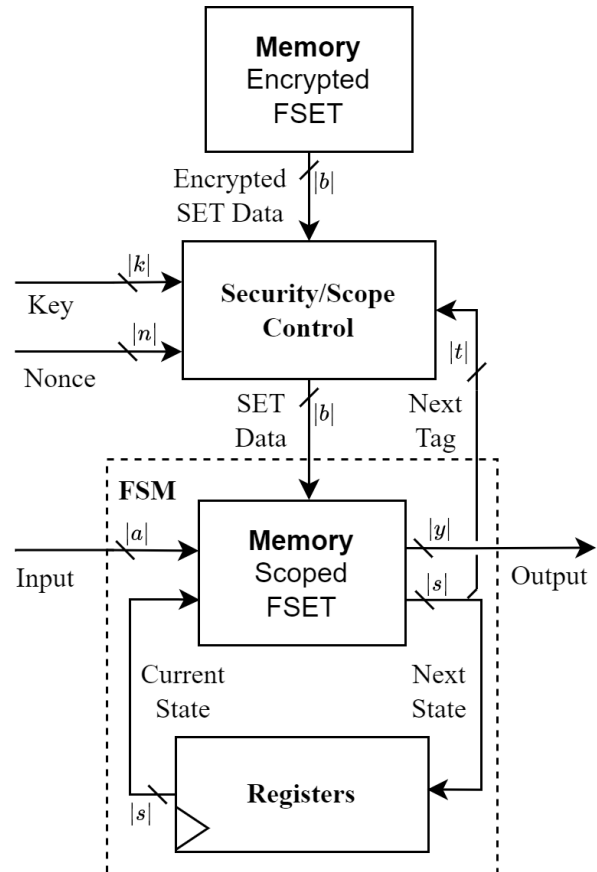 Memory
Encrypted
FSET
Encrypted
SET Data
|b|
|k|
Key
Security/Scope
Control
|n|
Nonce
|t|
SET
Data
|b|
Next
Tag
FSM
|a|
Input
Memory
Scoped
FSET
|y|
Output
|s|
Current
State
Next
State
|s|
Registers